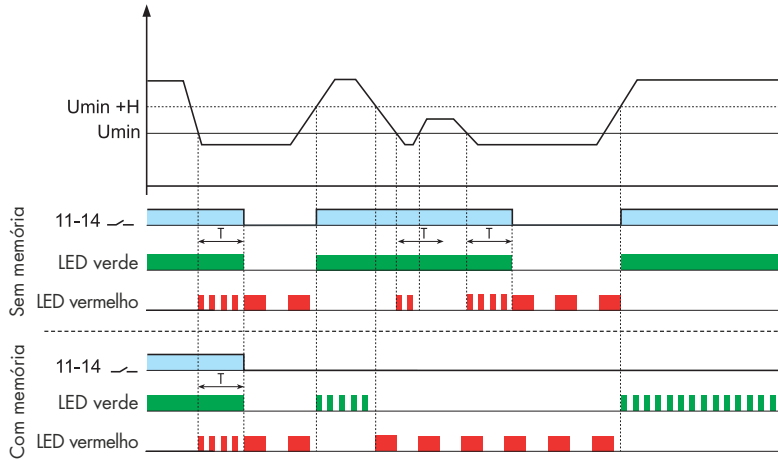 Umin +H
Umin
Sem memória
11-14
T
T
T
LED verde
LED vermelho
Com memória
11-14
T
LED verde
LED vermelho